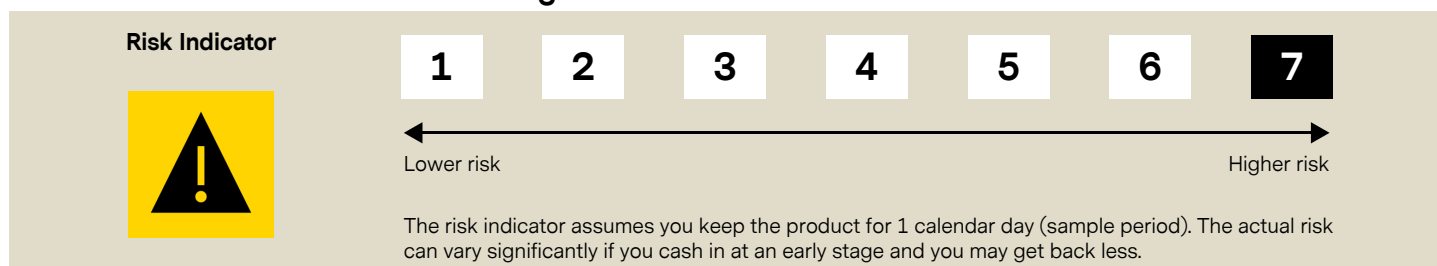 Risk Indicator
1 2 3 4 5 6 7
Lower risk Higher risk
The risk indicator assumes you keep the product for 1 calendar day (sample period). The actual risk
can vary significantly if you cash in at an early stage and you may get back less.